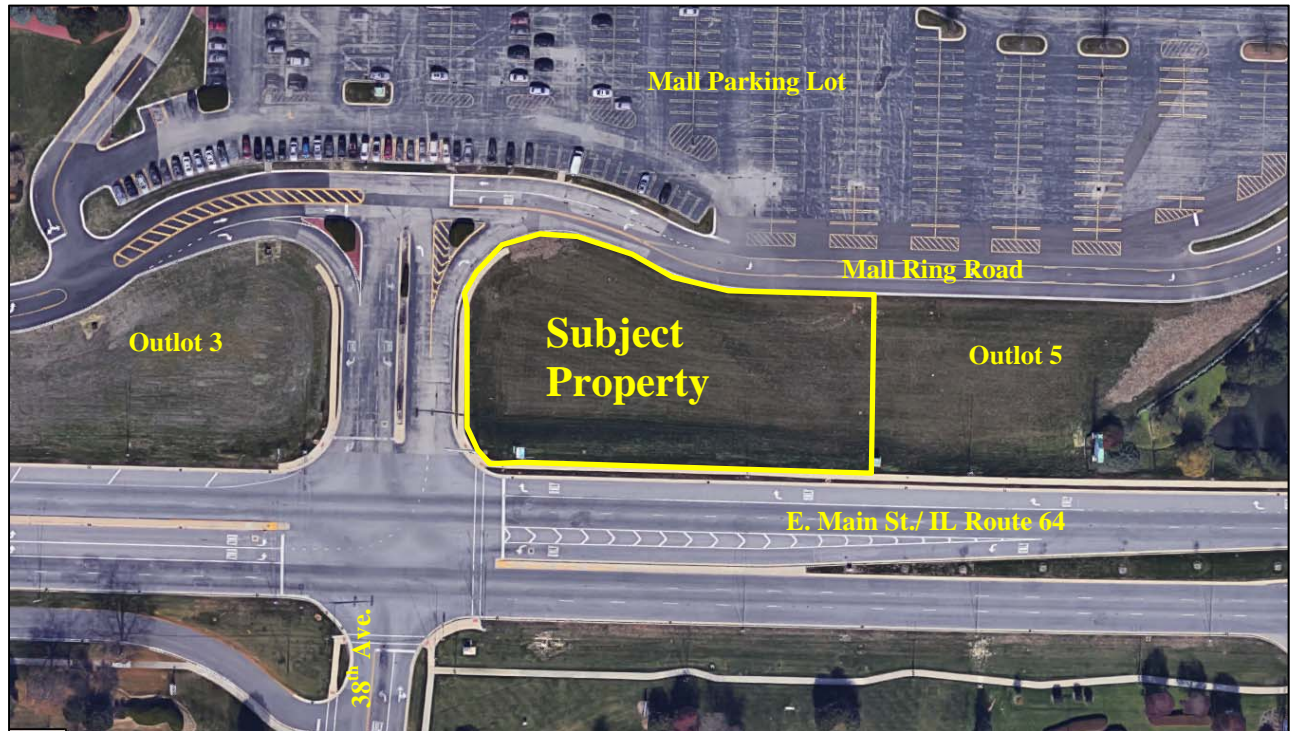 Mall Parking Lot
Mall Ring Road
Outlot 3
Subject
Property
Outlot 5
E. Main St./ IL Route 64
38th Ave.